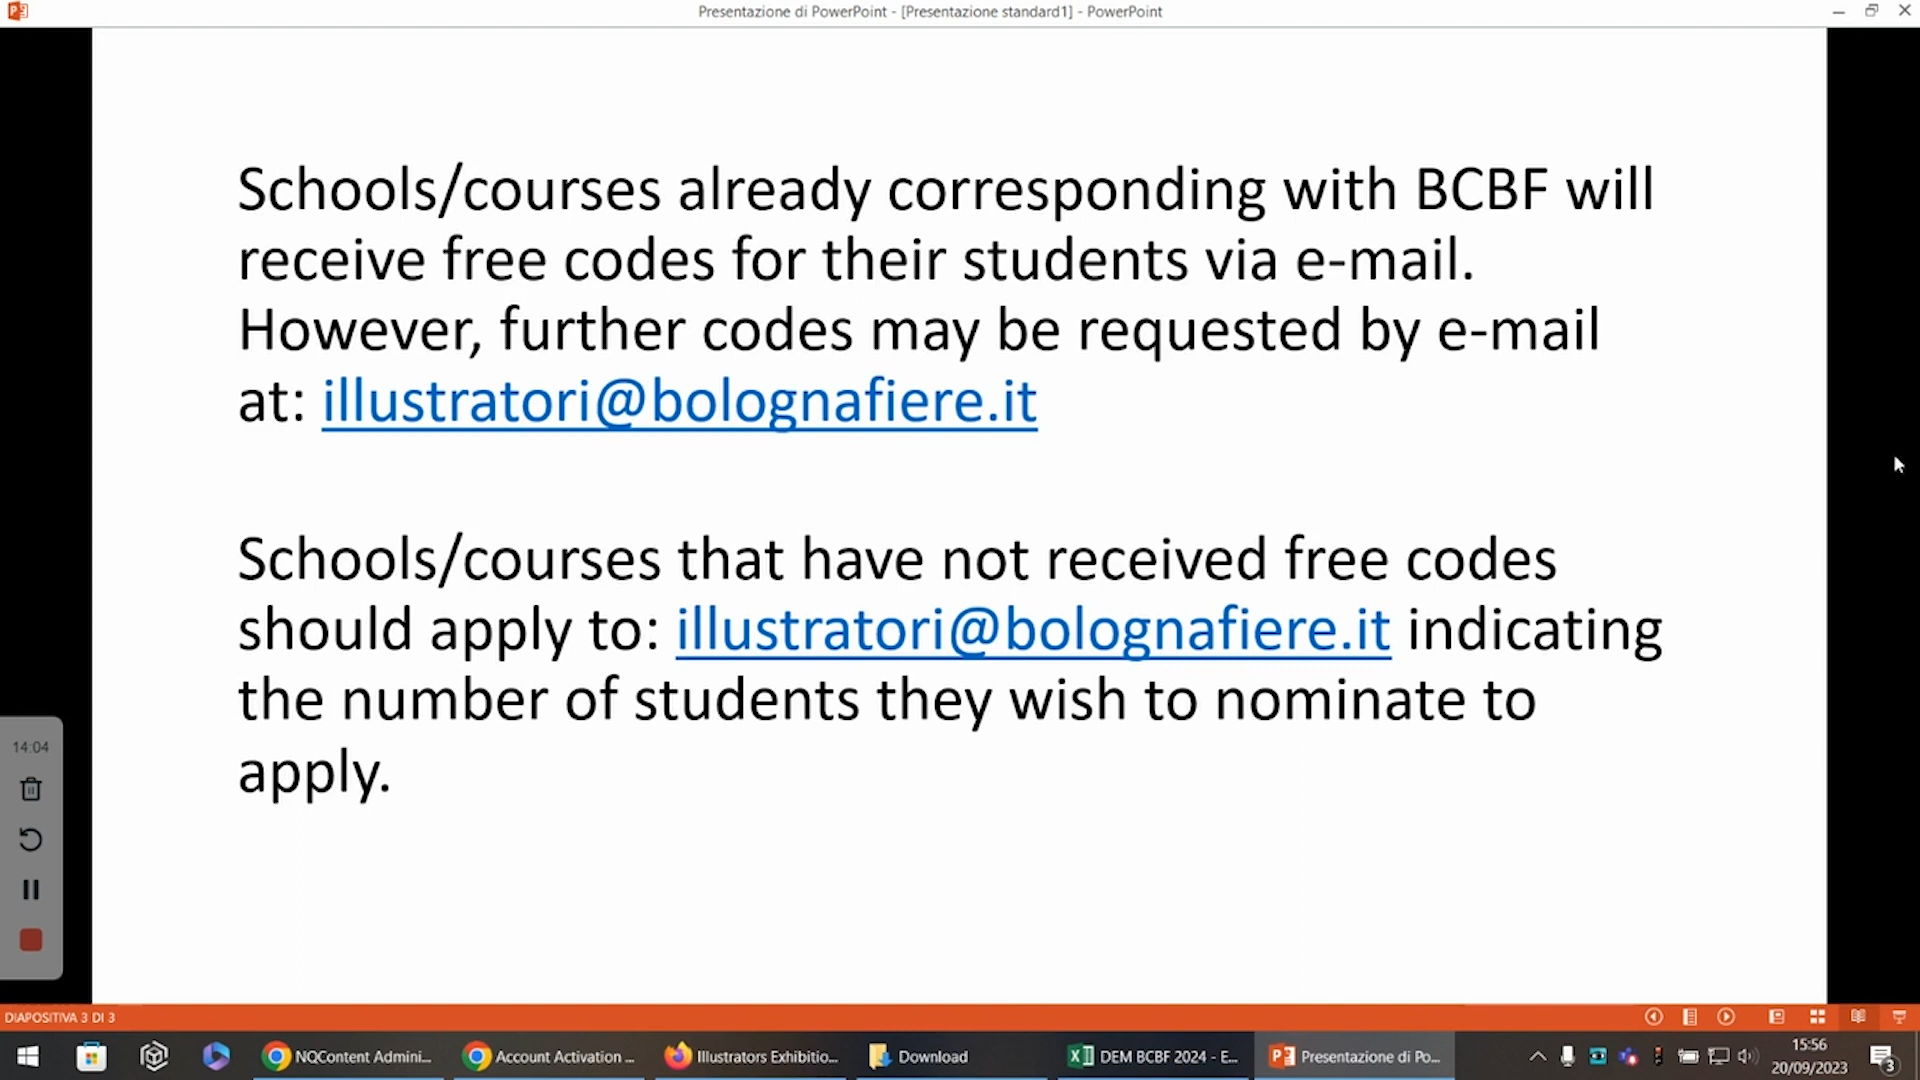 Presentazione di PowerPoint - [Presentazione standard1] - PowerPoint
Schools/courses already corresponding with BCBF will
receive free codes for their students via e-mail.
However, further codes may be requested by e-mail
at: illustratori@bolognafiere.it
Schools/courses that have not received free codes
should apply to: illustratori@bolognafiere.it indicating
the number of students they wish to nominate to
apply.
14:04
DIAPOSITIVA 3 DI 3
NQContent Admini...
Account Activation ...
Illustrators Exhibitio...
Download
DEM BCBF 2024 - E...
Presentazione di Po...
15:56
20/09/2023
3